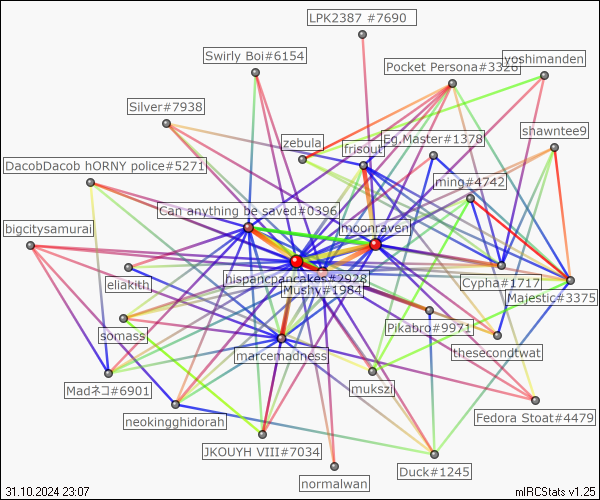 LPK2387 #7690
Swirly Boi#6154
Pocket Persona#3326
yoshimanden
Silver#7938
shawntee9
Eg.Master#1378
zebula
frisout
DacobDacob hORNY police#5271
ming#4742
Can anything be saved#0396
moonraven
bigcitysamurai
hispancpancakes#2928
Cypha#1717
eliakith
Mushy#1984
Majestic#3375
Pikabro#9971
somass
thesecondtwat
marcemadness
Madネコ#6901
mukszi
Fedora Stoat#4479
neokingghidorah
JKOUYH VIII#7034
Duck#1245
normalwan
31.10.2024 23:07
mIRCStats v1.25